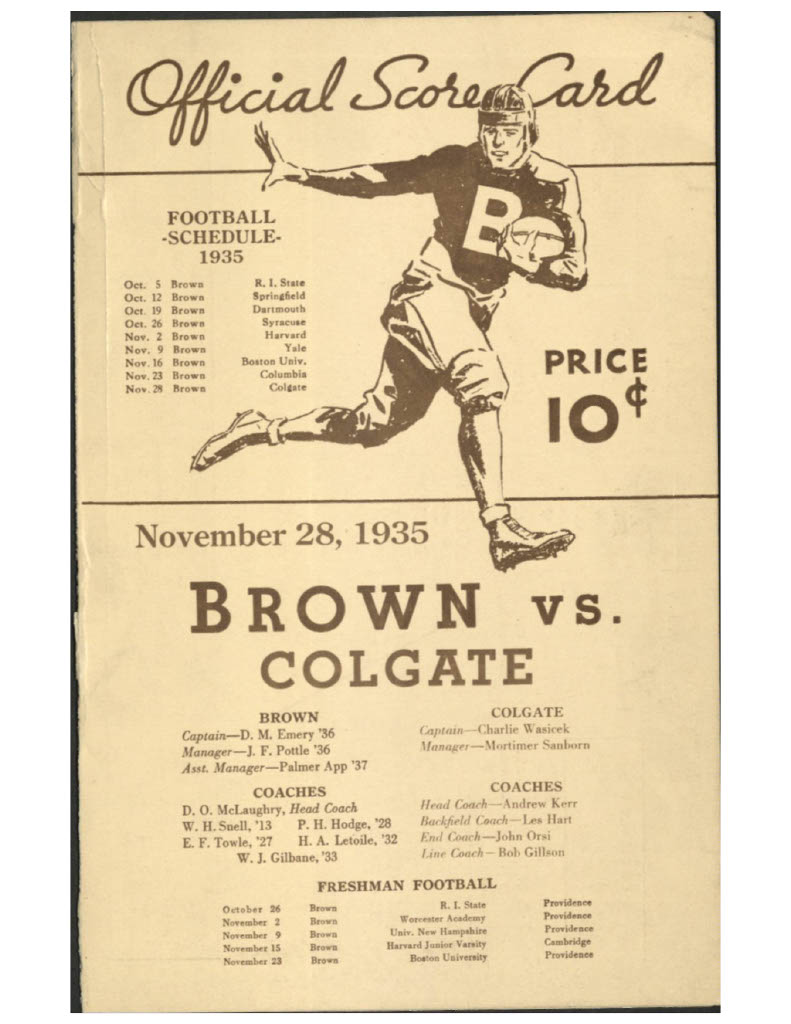 Official Score Card
B
FOOTBALL
-SCHEDULE-
1935
Oct. 5 Brown R. I. State
Oct. 12 Brown Springfield
Oct. 19 Brown Dartmouth
Oct. 26 Brown Syracuse
Nov. 2 Brown Harvard
Nov. 9 Brown Yale
Nov. 16 Brown Boston Univ.
Nov. 23 Brown Columbia
Nov. 28 Brown Colgate
PRICE
10¢
November 28, 1935
BROWN vs.
COLGATE
BROWN
Captain—D. M. Emery '36
Manager—J. F. Pottle '36
Asst. Manager—Palmer App '37
COACHES
D. O. McLaughry, Head Coach
W. H. Snell, '13 P. H. Hodge, '28
E. F. Towle, '27 H. A. Letoile, '32
W. J. Gilbane, '33
COLGATE
Captain—Charlie Wasicek
Manager—Mortimer Sanborn
COACHES
Head Coach—Andrew Kerr
Backfield Coach—Les Hart
End Coach—John Orsi
Line Coach—Bob Gillson
FRESHMAN FOOTBALL
October 26 Brown R. I. State Providence
November 2 Brown Worcester Academy Providence
November 9 Brown Univ. New Hampshire Providence
November 15 Brown Harvard Junior Varsity Cambridge
November 23 Brown Boston University Providence